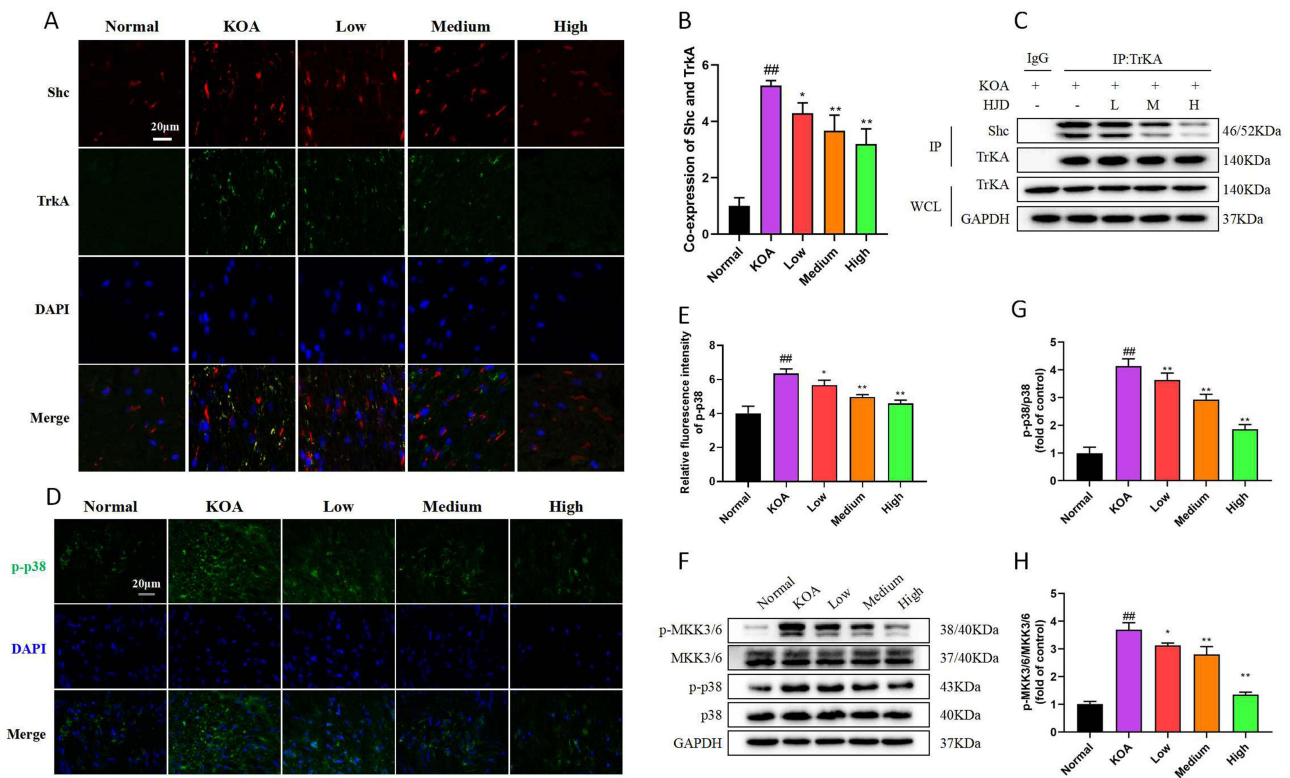 A
Normal KOA Low Medium High
Shc
20μm
TrkA
DAPI
Merge
B
Co-expression of Shc and TrkA
6
4
2
0
##
*
**
**
Normal KOA Low Medium High
C
IgG IP:TrKA
KOA + + + + +
HJD - - L M H
IP
Shc 46/52KDa
TrKA 140KDa
WCL
TrKA 140KDa
GAPDH 37KDa
D
Normal KOA Low Medium High
p-p38
20μm
DAPI
Merge
E
Relative fluorescence intensity
of p-p38
8
6
4
2
0
##
*
**
**
Normal KOA Low Medium High
F
Normal KOA Low Medium High
p-MKK3/6 38/40KDa
MKK3/6 37/40KDa
p-p38 43KDa
p38 40KDa
GAPDH 37KDa
G
p-p38/p38
(fold of control)
5
4
3
2
1
0
##
**
**
**
Normal KOA Low Medium High
H
p-MKK3/6/MKK3/6
(fold of control)
5
4
3
2
1
0
##
*
**
**
Normal KOA Low Medium High